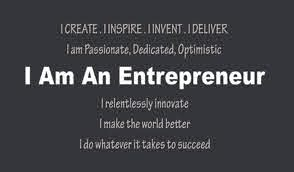 I CREATE . I INSPIRE . I INVENT . I DELIVER
I am Passionate, Dedicated, Optimistic
I Am An Entrepreneur
I relentlessly innovate
I make the world better
I do whatever it takes to succeed